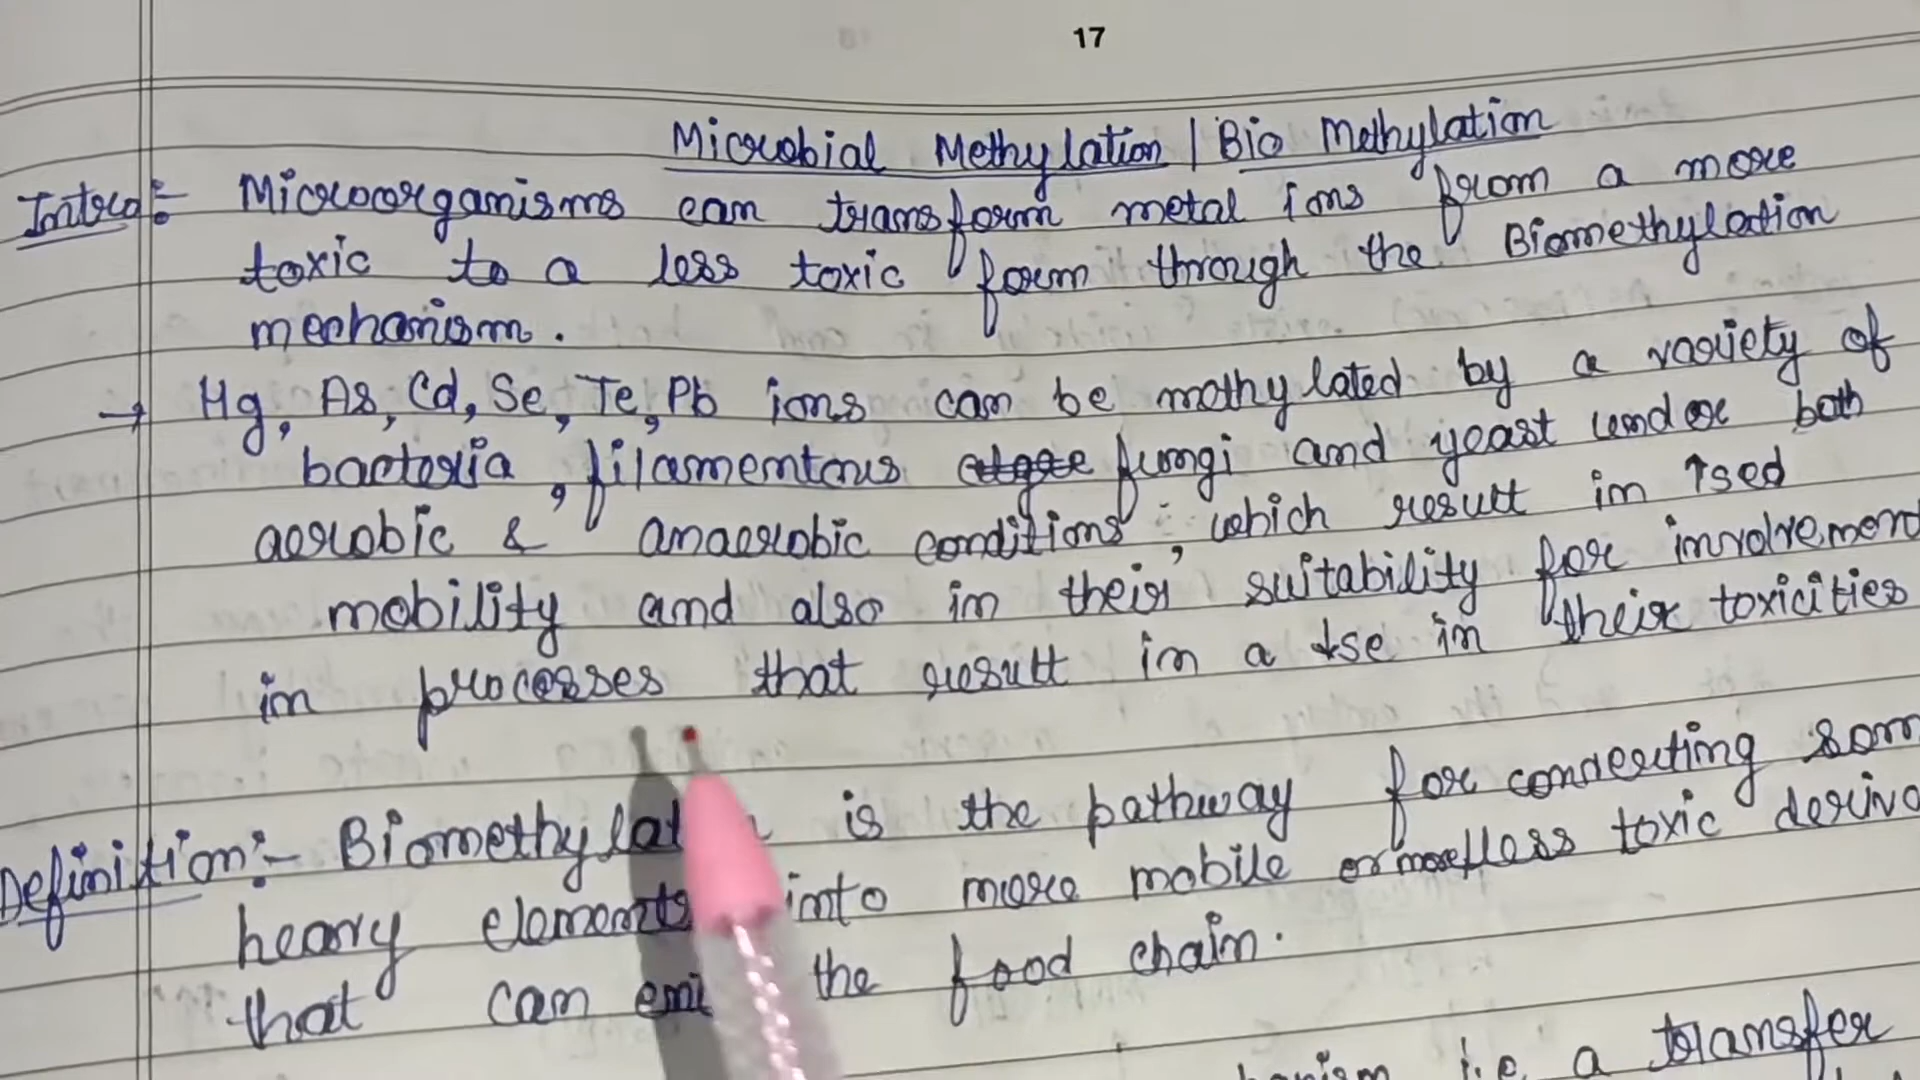 17
Microbial Methylation | Bio Methylation
Intro:- Microorganisms can transform metal ions from a more
toxic to a less toxic form through the Biomethylation
mechanism.
→ Hg, As, Cd, Se, Te, Pb ions can be methylated by a variety of
bacteria, filamentous fungi and yeast under both
aerobic & anaerobic conditions, which result in ↑sed
mobility and also in their suitability for involvement
in processes that result in a ↓se in their toxicities
Definition:- is the pathway for converting
heavy elements into more mobile or more/less toxic
that can the food chain.
i.e. a transfer